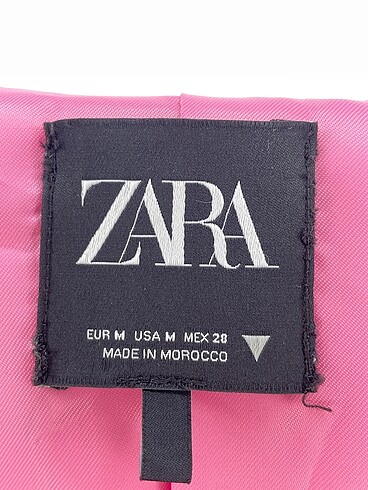 ZARA
EUR M USA M MEX 28
MADE IN MOROCCO